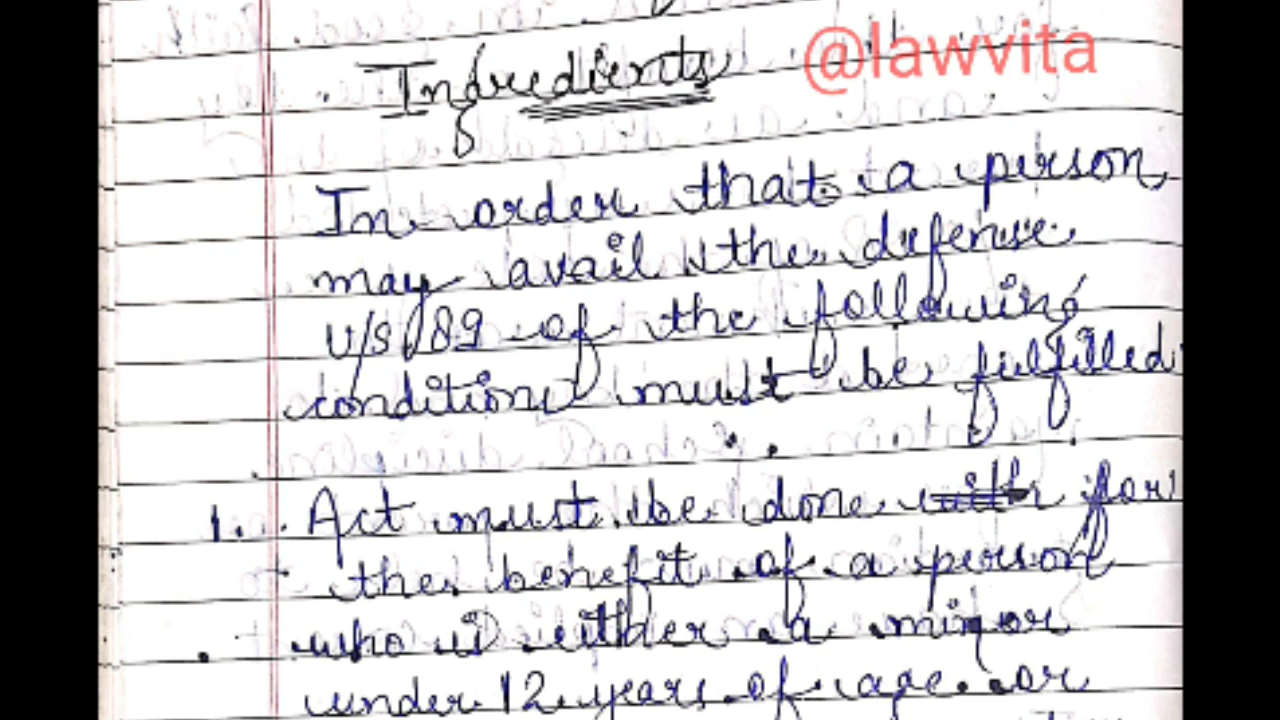 @lawvita
Ingredients
In order that a person
may avail the defense
u/s 89 of the following
condition must be fulfilled
1. Act must be done with for
the benefit of a person
who is either a minor
under 12 years of age or